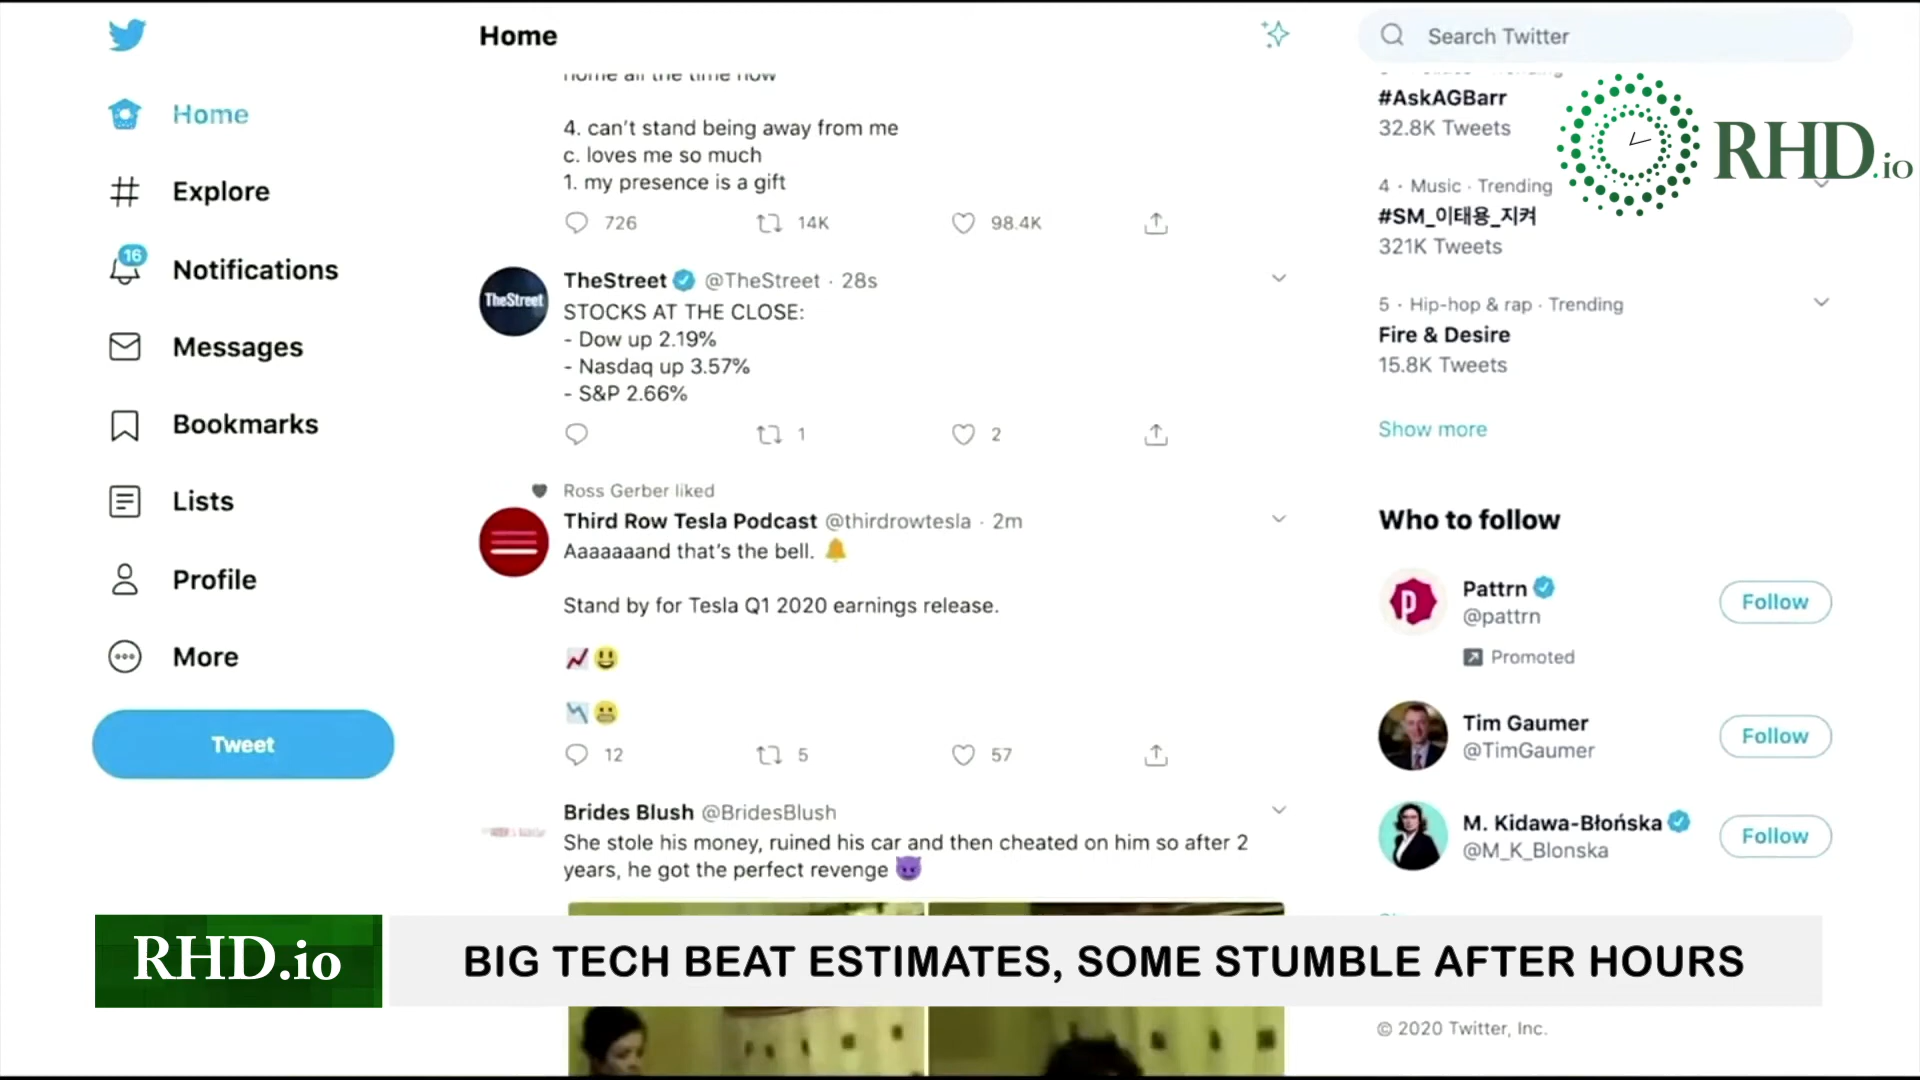 Home
Search Twitter
home all the time now
4. can't stand being away from me
c. loves me so much
1. my presence is a gift
726
14K
98.4K
Home
Explore
16
Notifications
Messages
Bookmarks
Lists
Profile
More
Tweet
TheStreet
TheStreet @TheStreet · 28s
STOCKS AT THE CLOSE:
- Dow up 2.19%
- Nasdaq up 3.57%
- S&P 2.66%
1
2
Ross Gerber liked
Third Row Tesla Podcast @thirdrowtesla · 2m
Aaaaaaand that's the bell. 🔔
Stand by for Tesla Q1 2020 earnings release.
📈😃
📉😬
12
5
57
Brides Blush @BridesBlush
She stole his money, ruined his car and then cheated on him so after 2
years, he got the perfect revenge 😈
#AskAGBarr
32.8K Tweets
RHD.io
4 · Music · Trending
#SM_이태용_지켜
321K Tweets
5 · Hip-hop & rap · Trending
Fire & Desire
15.8K Tweets
Show more
Who to follow
Pattrn
@pattrn
Promoted
Follow
Tim Gaumer
@TimGaumer
Follow
M. Kidawa-Błońska
@M_K_Blonska
Follow
RHD.io
BIG TECH BEAT ESTIMATES, SOME STUMBLE AFTER HOURS
© 2020 Twitter, Inc.